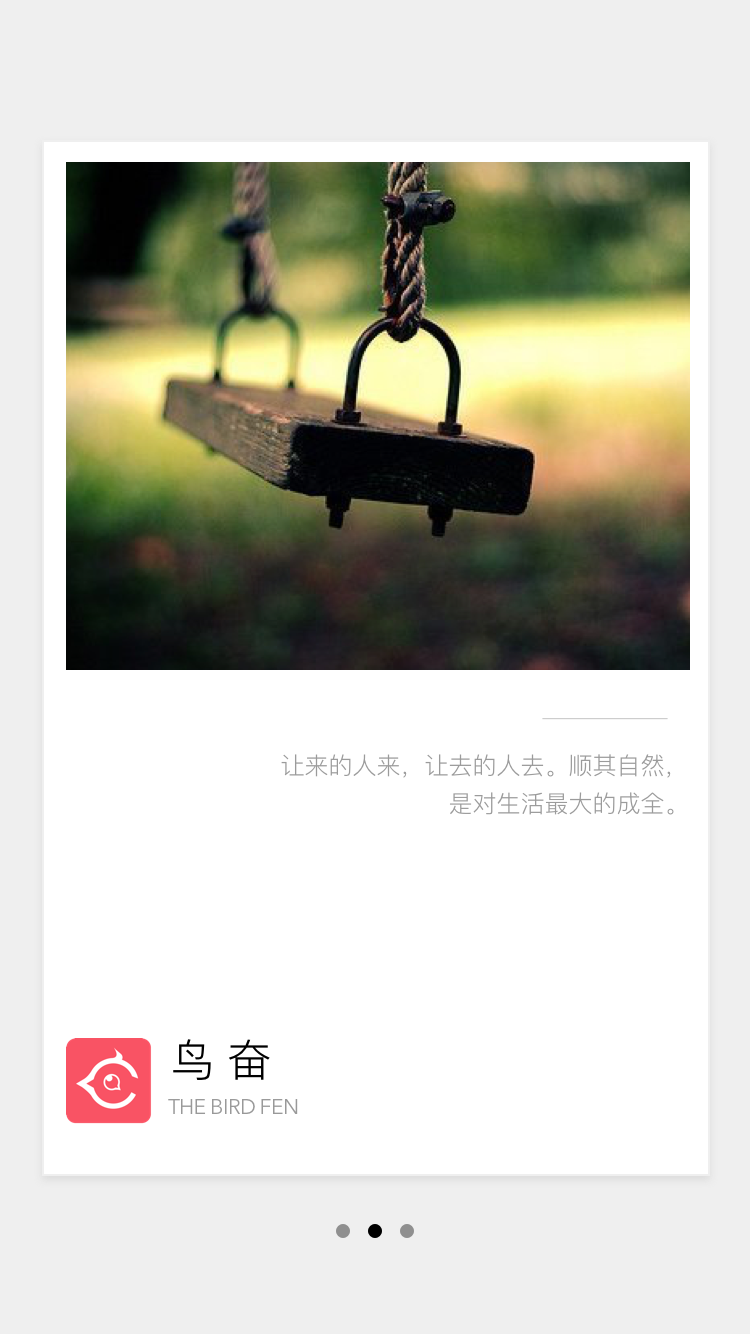 让来的人来，让去的人去。顺其自然，
是对生活最大的成全。
鸟 奋
THE BIRD FEN